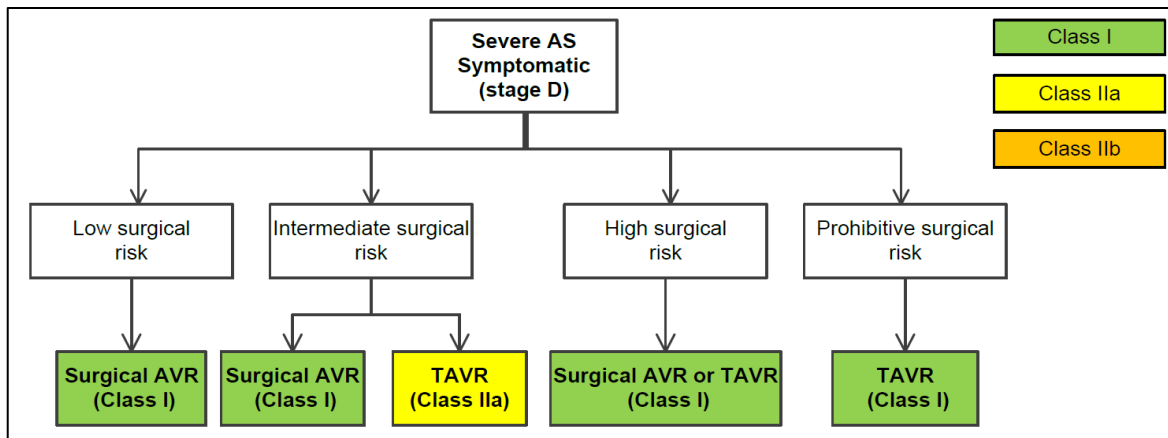 Severe AS
Symptomatic
(stage D)
Class I
Class IIa
Class IIb
Low surgical
risk
Intermediate surgical
risk
High surgical
risk
Prohibitive surgical
risk
Surgical AVR
(Class I)
Surgical AVR
(Class I)
TAVR
(Class IIa)
Surgical AVR or TAVR
(Class I)
TAVR
(Class I)